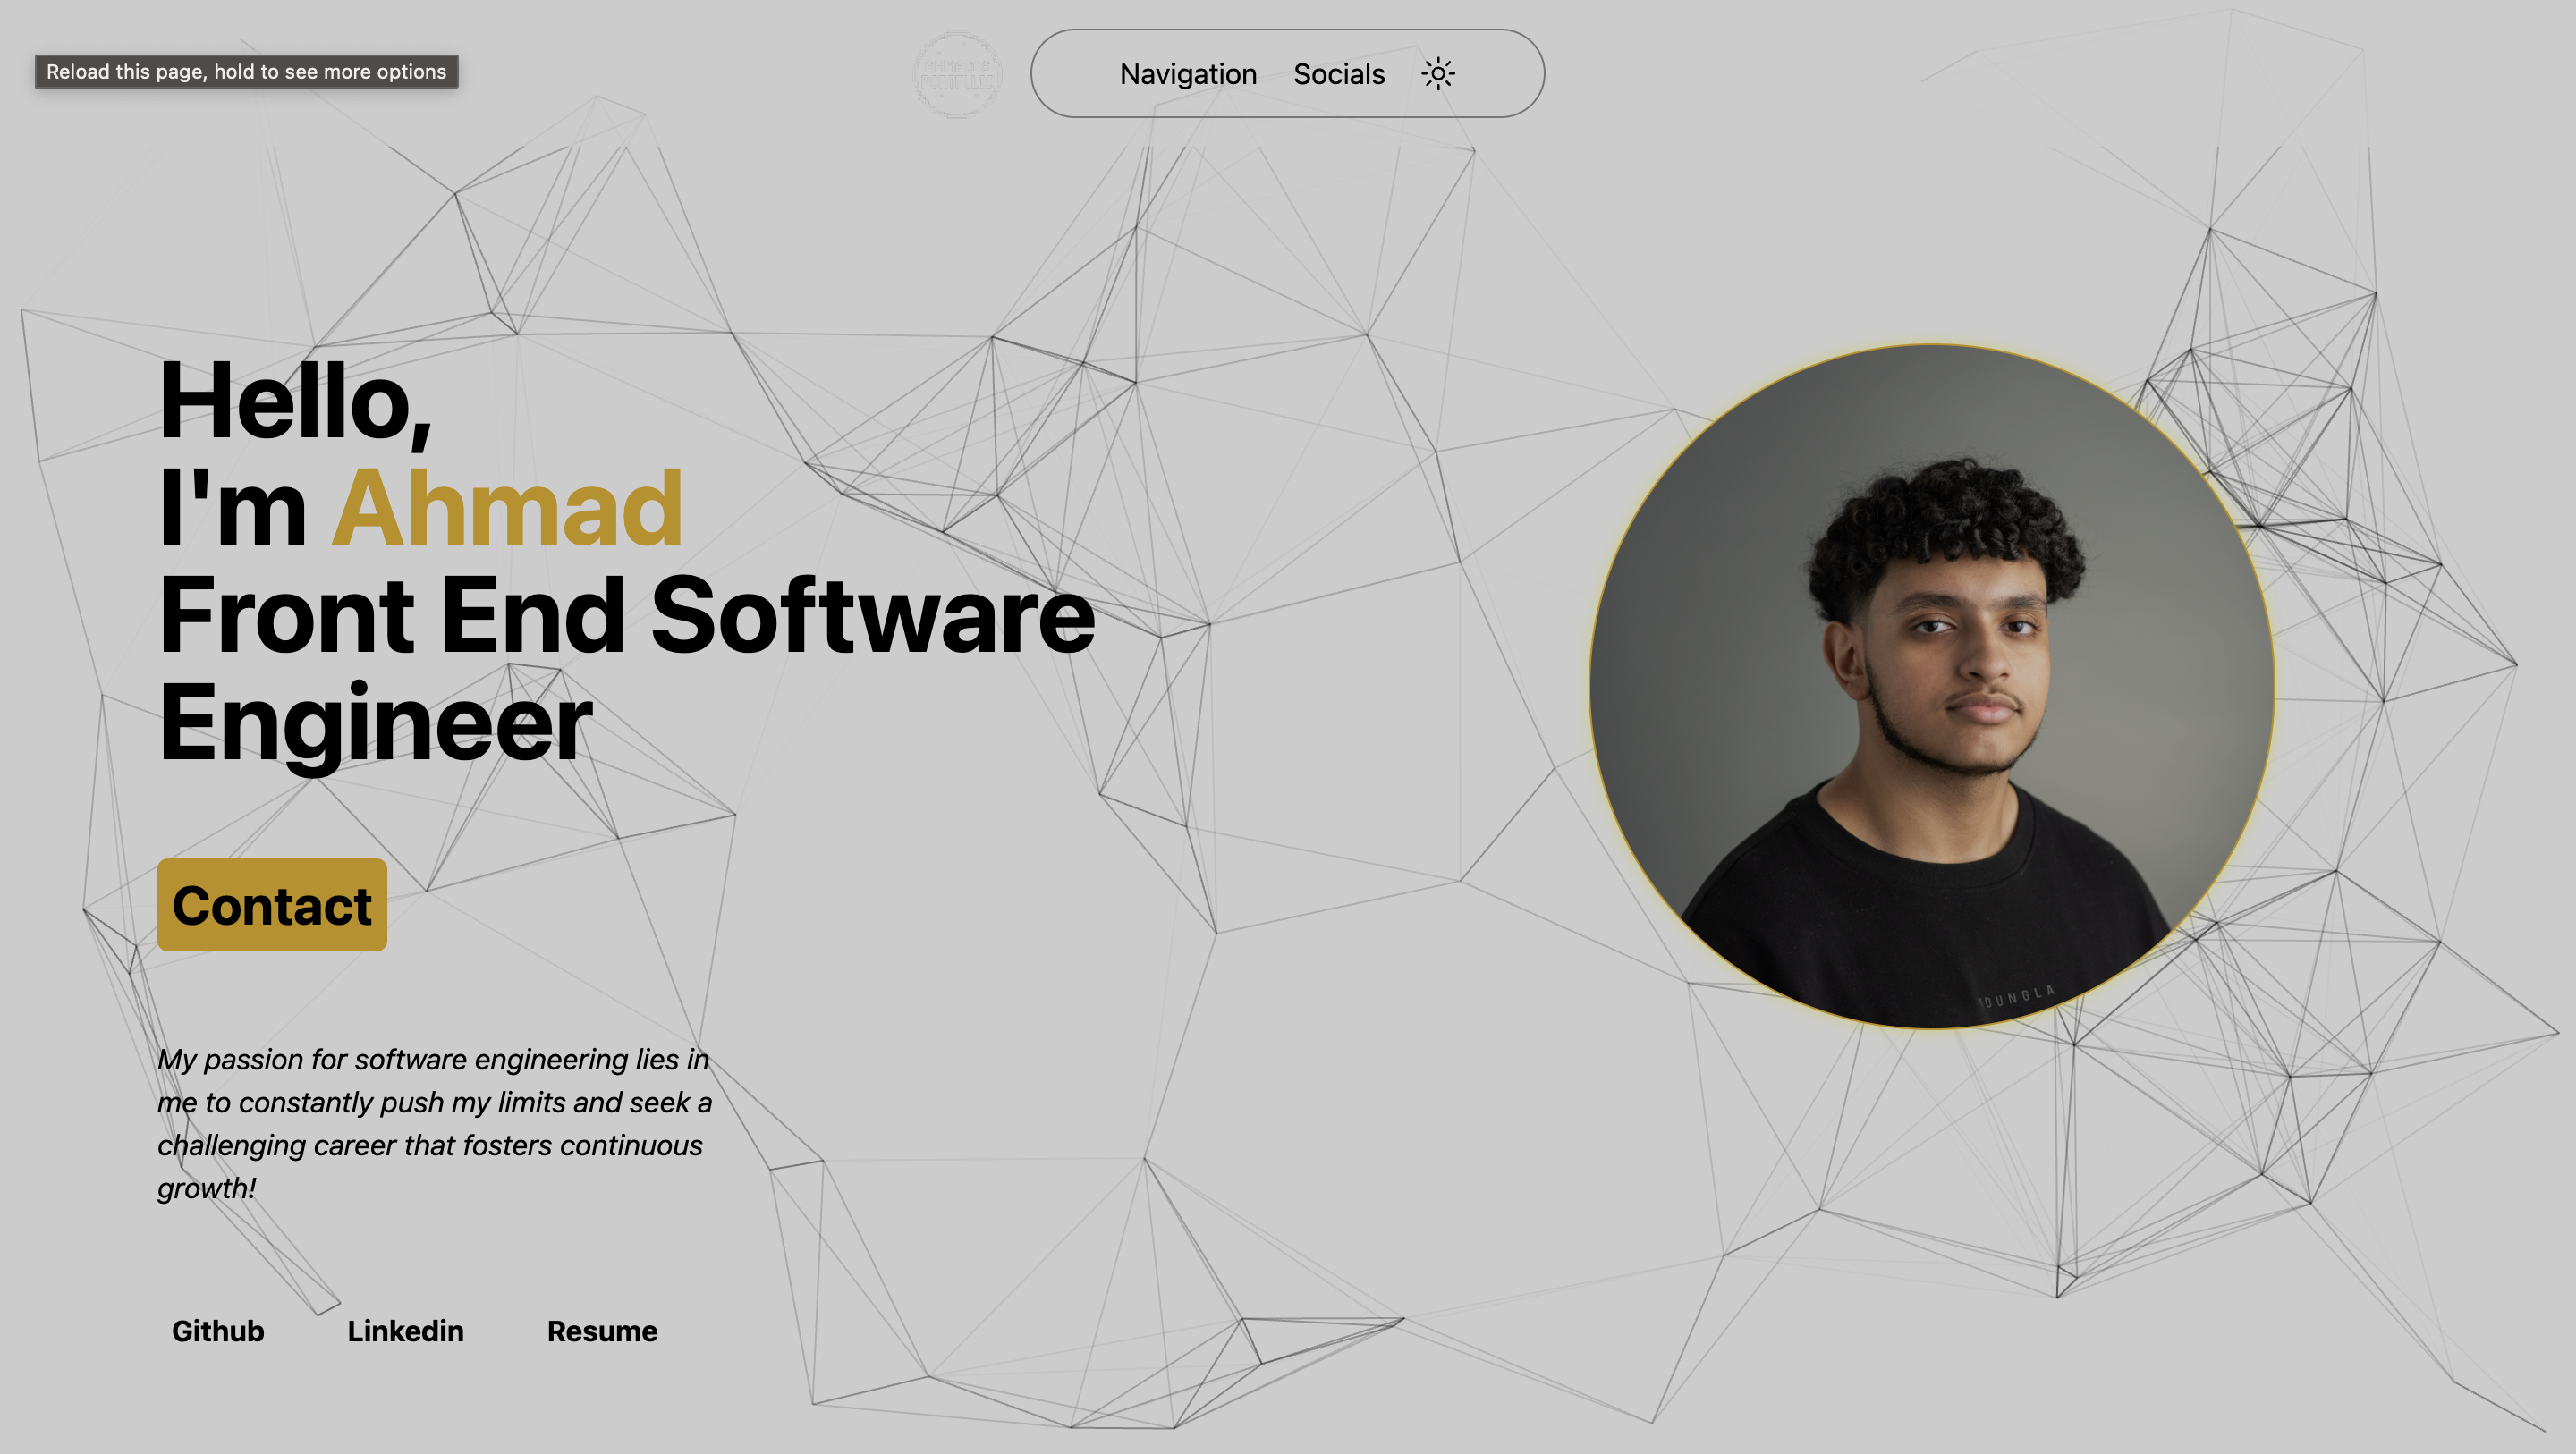 Reload this page, hold to see more options
Navigation Socials
Hello,
I'm Ahmad
Front End Software
Engineer
Contact
My passion for software engineering lies in
me to constantly push my limits and seek a
challenging career that fosters continuous
growth!
Github Linkedin Resume